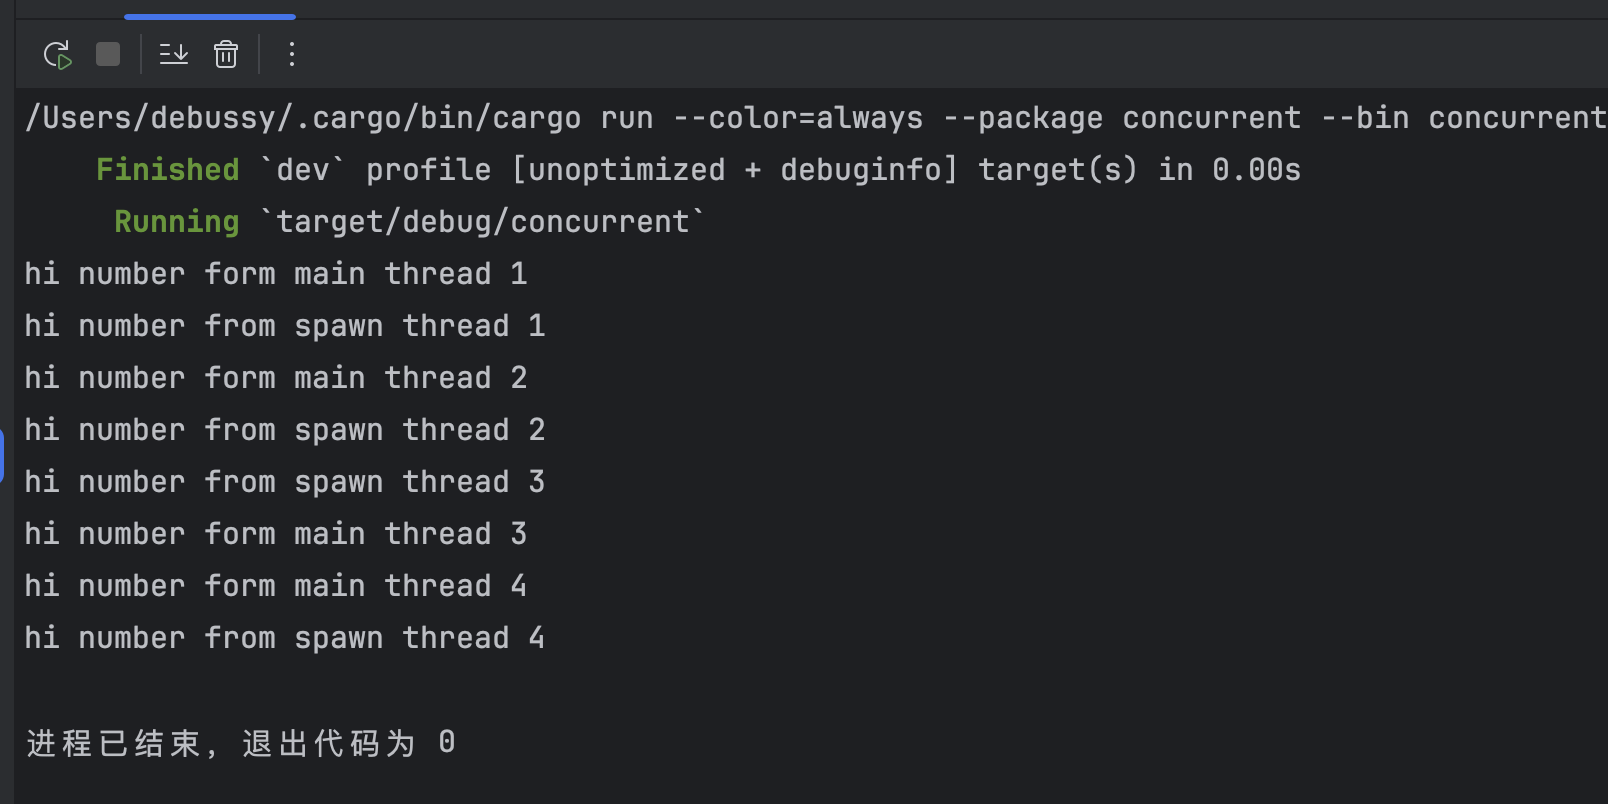 /Users/debussy/.cargo/bin/cargo run --color=always --package concurrent --bin concurrent
Finished `dev` profile [unoptimized + debuginfo] target(s) in 0.00s
Running `target/debug/concurrent`
hi number form main thread 1
hi number from spawn thread 1
hi number form main thread 2
hi number from spawn thread 2
hi number from spawn thread 3
hi number form main thread 3
hi number form main thread 4
hi number from spawn thread 4
进程已结束，退出代码为 0